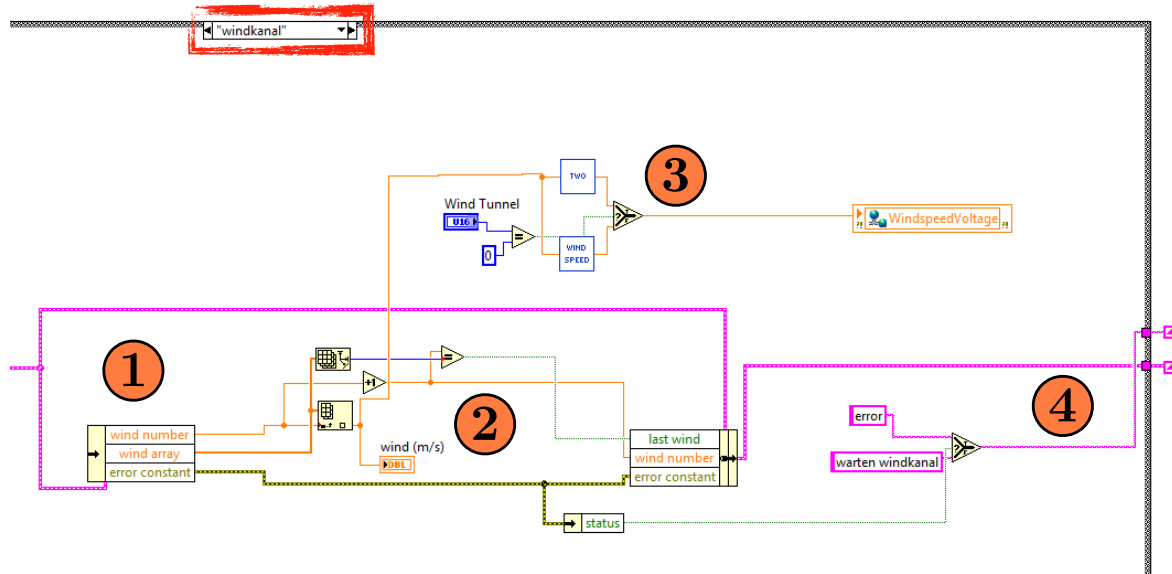 "windkanal"
3
TWO
Wind Tunnel
U16
=
?
T
F
WindspeedVoltage
?!
?!
0
WIND
SPEED
1
=
+1
4
2
error
wind number
wind array
error constant
wind (m/s)
DBL
last wind
wind number
error constant
?
warten windkanal
status